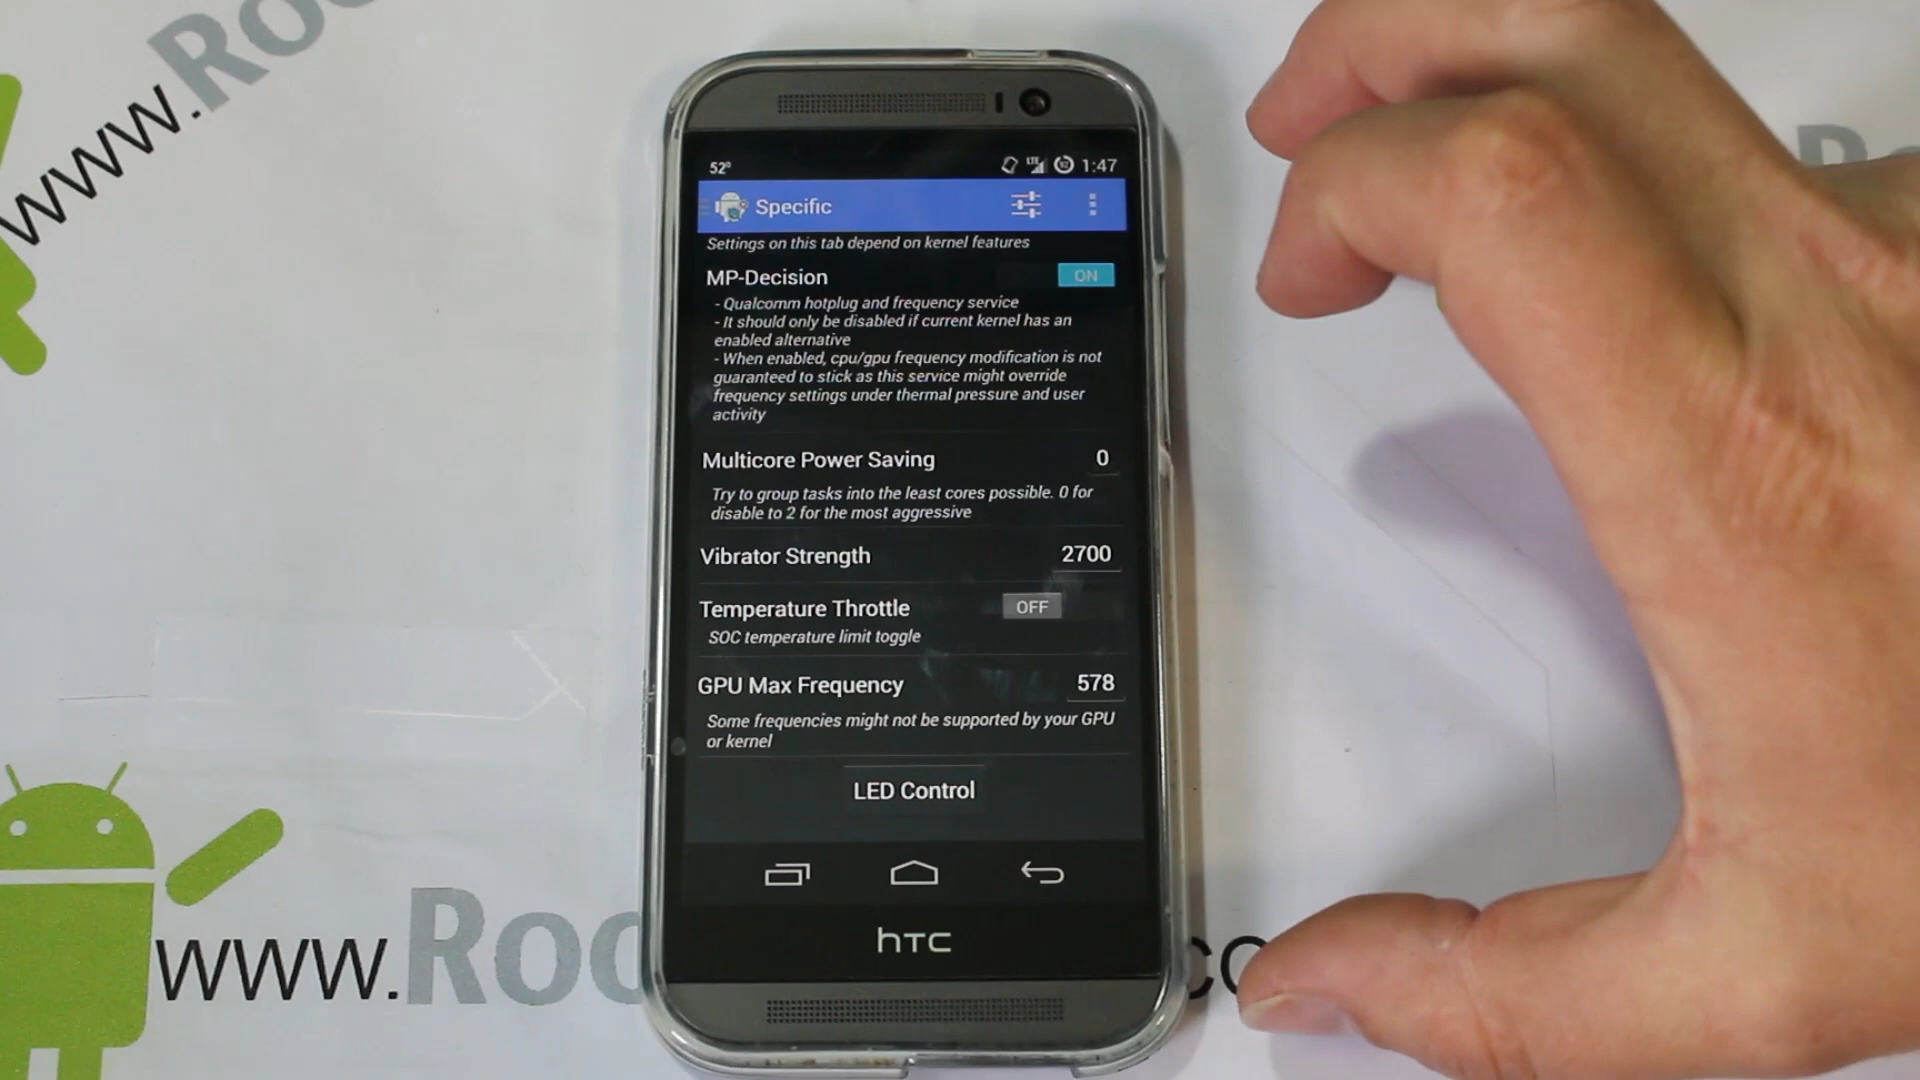 www.Roo
52°
LTE
92
1:47
Specific
Settings on this tab depend on kernel features
MP-Decision
ON
- Qualcomm hotplug and frequency service
- It should only be disabled if current kernel has an
enabled alternative
- When enabled, cpu/gpu frequency modification is not
guaranteed to stick as this service might override
frequency settings under thermal pressure and user
activity
Multicore Power Saving
0
Try to group tasks into the least cores possible. 0 for
disable to 2 for the most aggressive
Vibrator Strength
2700
Temperature Throttle
OFF
SOC temperature limit toggle
GPU Max Frequency
578
Some frequencies might not be supported by your GPU
or kernel
LED Control
hTC
www.Roo